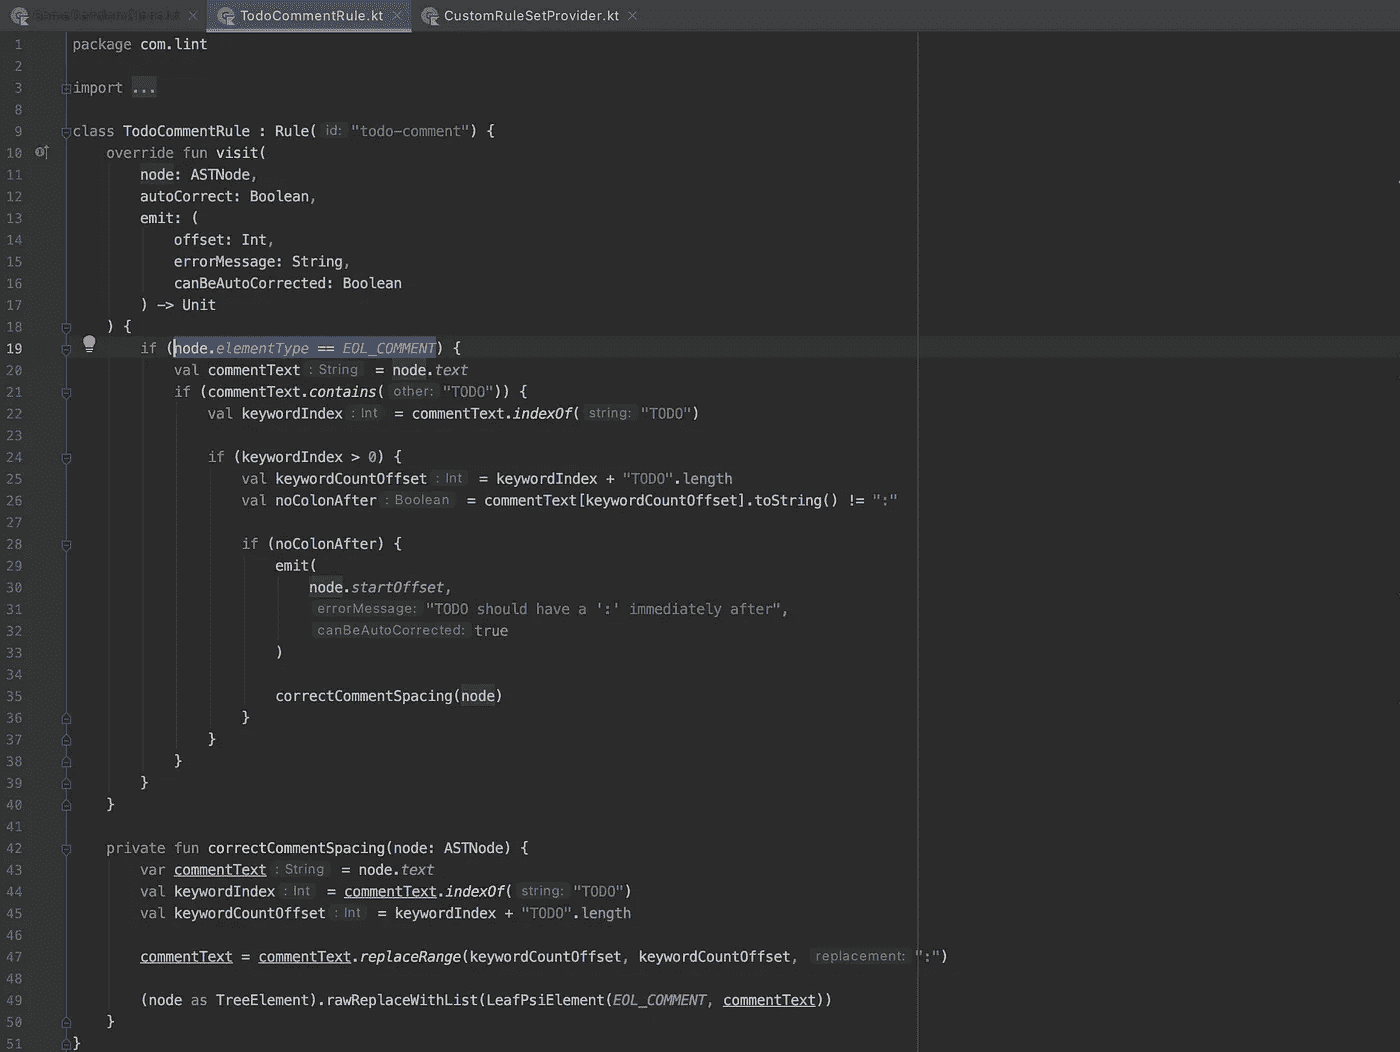 TodoCommentRule.kt CustomRuleSetProvider.kt
1 package com.lint
2
3 import ...
8
9 class TodoCommentRule : Rule( id: "todo-comment") {
10 override fun visit(
11 node: ASTNode,
12 autoCorrect: Boolean,
13 emit: (
14 offset: Int,
15 errorMessage: String,
16 canBeAutoCorrected: Boolean
17 ) -> Unit
18 ) {
19 if (node.elementType == EOL_COMMENT) {
20 val commentText : String = node.text
21 if (commentText.contains( other: "TODO")) {
22 val keywordIndex : Int = commentText.indexOf( string: "TODO")
23
24 if (keywordIndex > 0) {
25 val keywordCountOffset : Int = keywordIndex + "TODO".length
26 val noColonAfter : Boolean = commentText[keywordCountOffset].toString() != ":"
27
28 if (noColonAfter) {
29 emit(
30 node.startOffset,
31 errorMessage: "TODO should have a ':' immediately after",
32 canBeAutoCorrected: true
33 )
34
35 correctCommentSpacing(node)
36 }
37 }
38 }
39 }
40 }
41
42 private fun correctCommentSpacing(node: ASTNode) {
43 var commentText : String = node.text
44 val keywordIndex : Int = commentText.indexOf( string: "TODO")
45 val keywordCountOffset : Int = keywordIndex + "TODO".length
46
47 commentText = commentText.replaceRange(keywordCountOffset, keywordCountOffset, replacement: ":")
48
49 (node as TreeElement).rawReplaceWithList(LeafPsiElement(EOL_COMMENT, commentText))
50 }
51 }